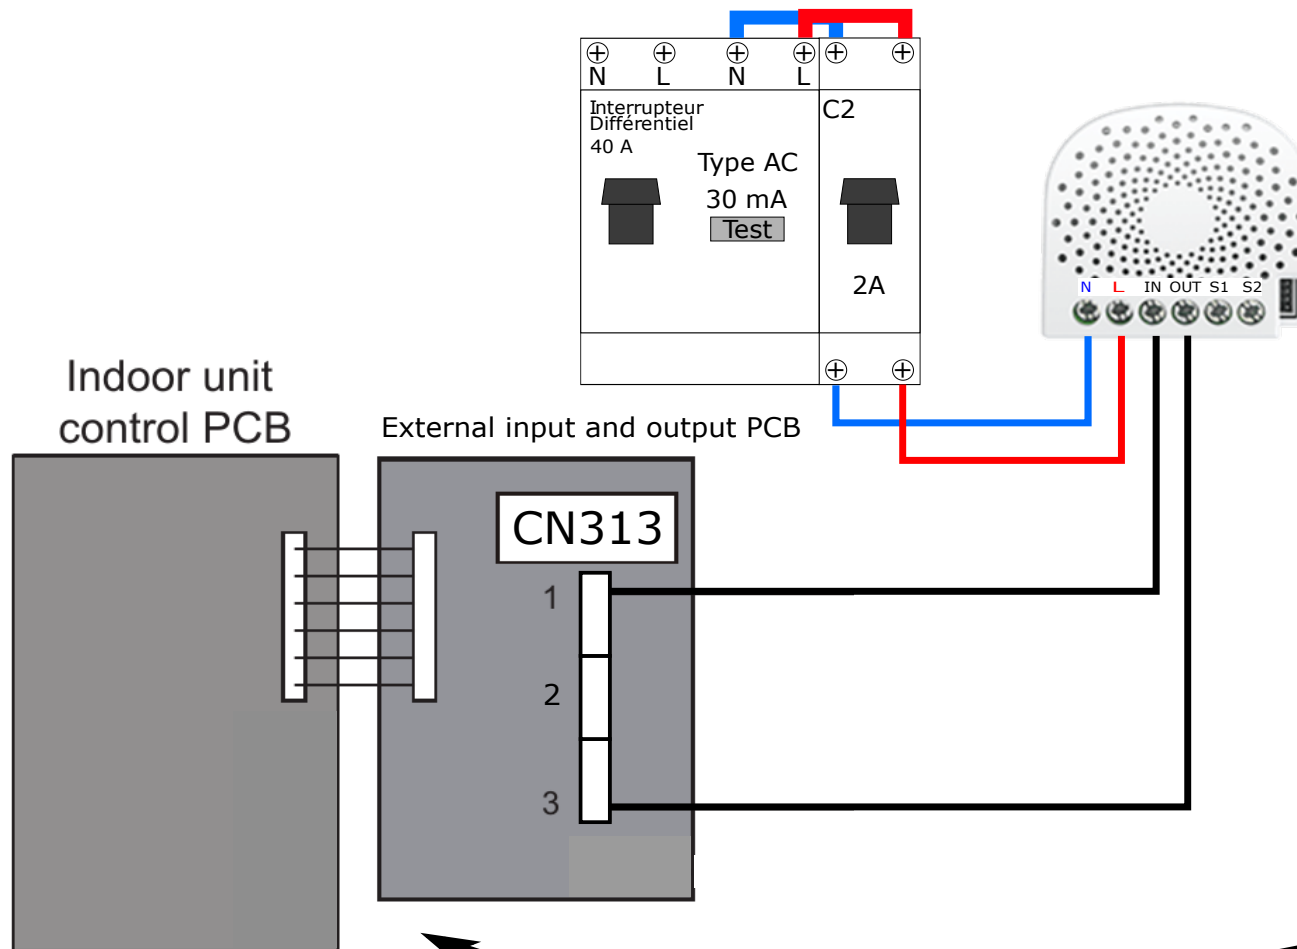 N L N L
Interrupteur
Différentiel
40 A
Type AC
30 mA
Test
C2
2A
N L IN OUT S1 S2
Indoor unit
control PCB
External input and output PCB
CN313
1
2
3